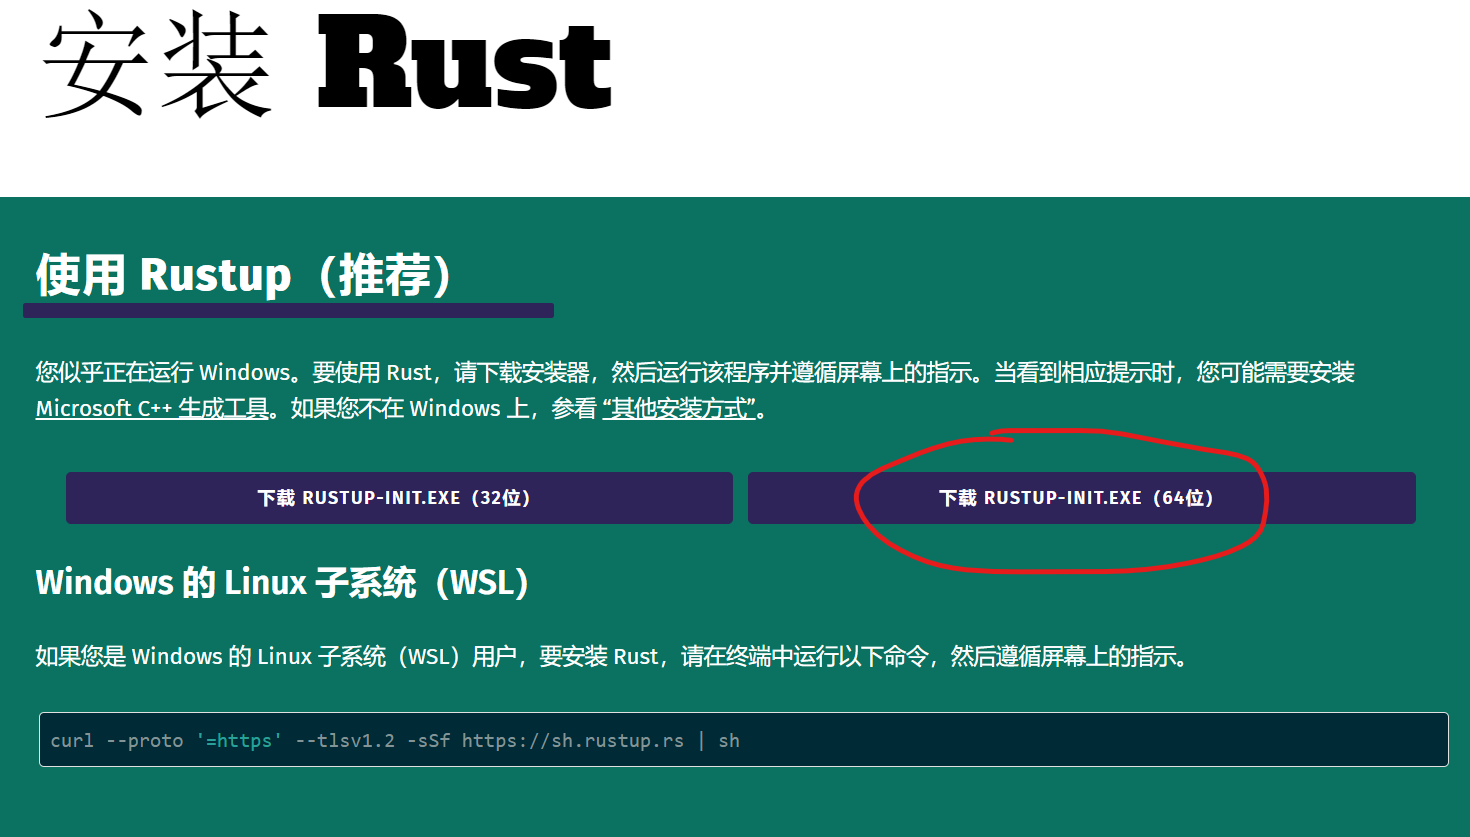 安装 Rust
使用 Rustup（推荐）
您似乎正在运行 Windows。要使用 Rust，请下载安装器，然后运行该程序并遵循屏幕上的指示。当看到相应提示时，您可能需要安装
Microsoft C++ 生成工具。如果您不在 Windows 上，参看 “其他安装方式”。
下载 RUSTUP-INIT.EXE（32位）
下载 RUSTUP-INIT.EXE（64位）
Windows 的 Linux 子系统（WSL）
如果您是 Windows 的 Linux 子系统（WSL）用户，要安装 Rust，请在终端中运行以下命令，然后遵循屏幕上的指示。
curl --proto '=https' --tlsv1.2 -sSf https://sh.rustup.rs | sh